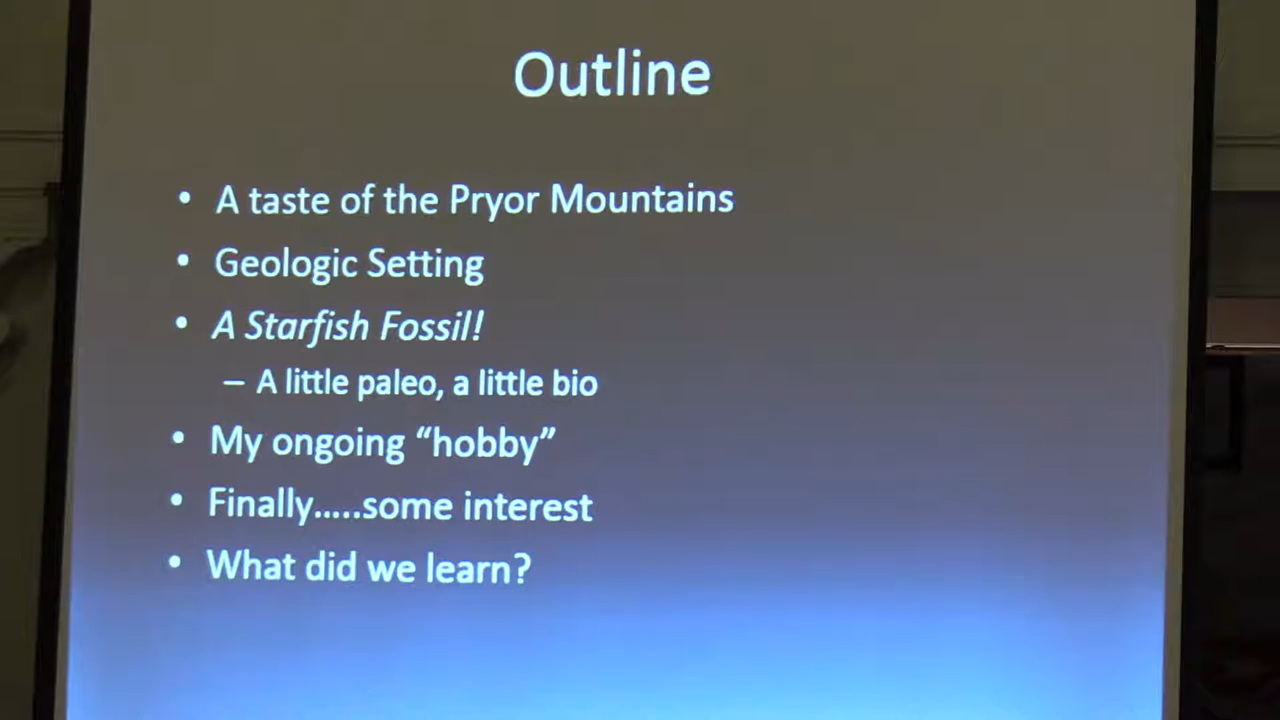 Outline
• A taste of the Pryor Mountains
• Geologic Setting
• A Starfish Fossil!
– A little paleo, a little bio
• My ongoing “hobby”
• Finally.....some interest
• What did we learn?